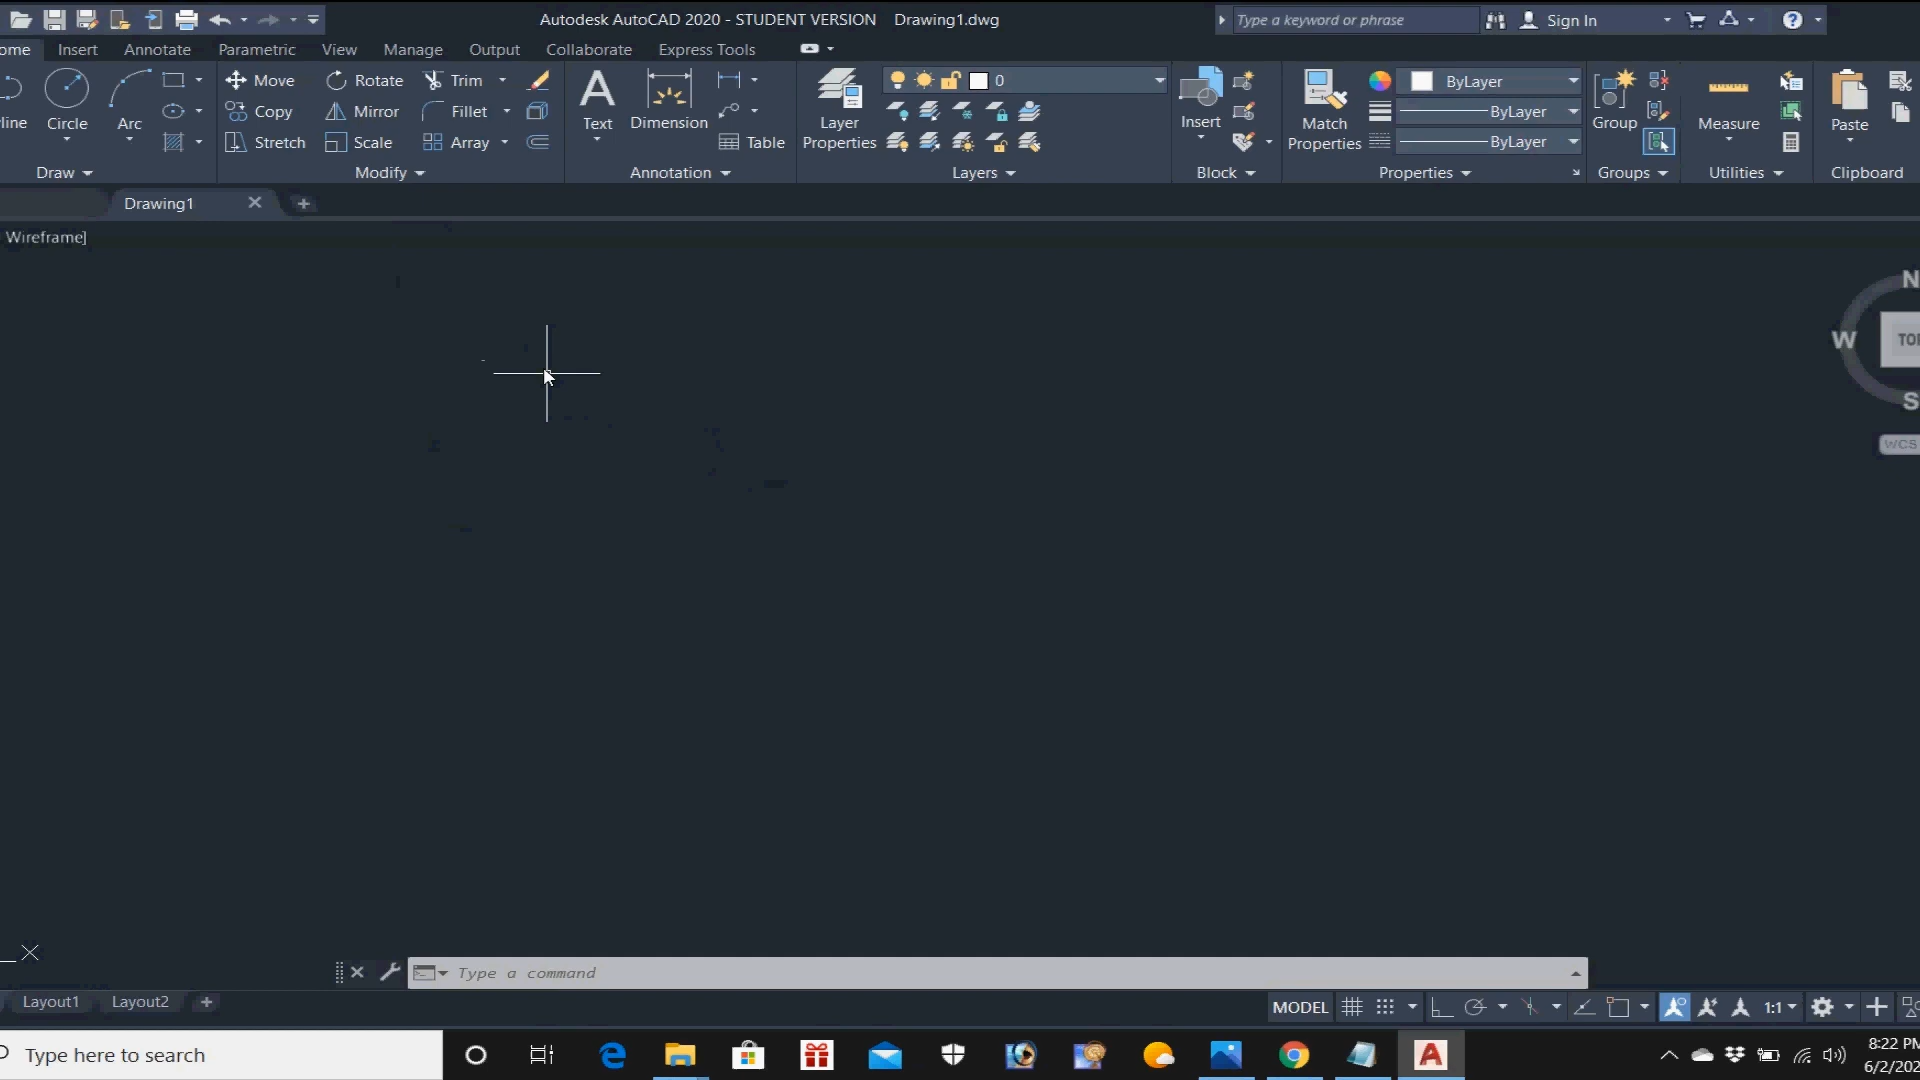 Autodesk AutoCAD 2020 - STUDENT VERSION Drawing1.dwg
Type a keyword or phrase
Sign In
ome Insert Annotate Parametric View Manage Output Collaborate Express Tools
Move Rotate Trim 0 ByLayer
line Circle Arc Copy Mirror Fillet Text Dimension Layer Properties Insert Match Properties ByLayer Group Measure Paste
Stretch Scale Array Table ByLayer
Draw Modify Annotation Layers Block Properties Groups Utilities Clipboard
Drawing1
Wireframe]
N
W TOP
S
WCS
X
Type a command
Layout1 Layout2
MODEL 1:1
Type here to search
8:22 PM
6/2/202